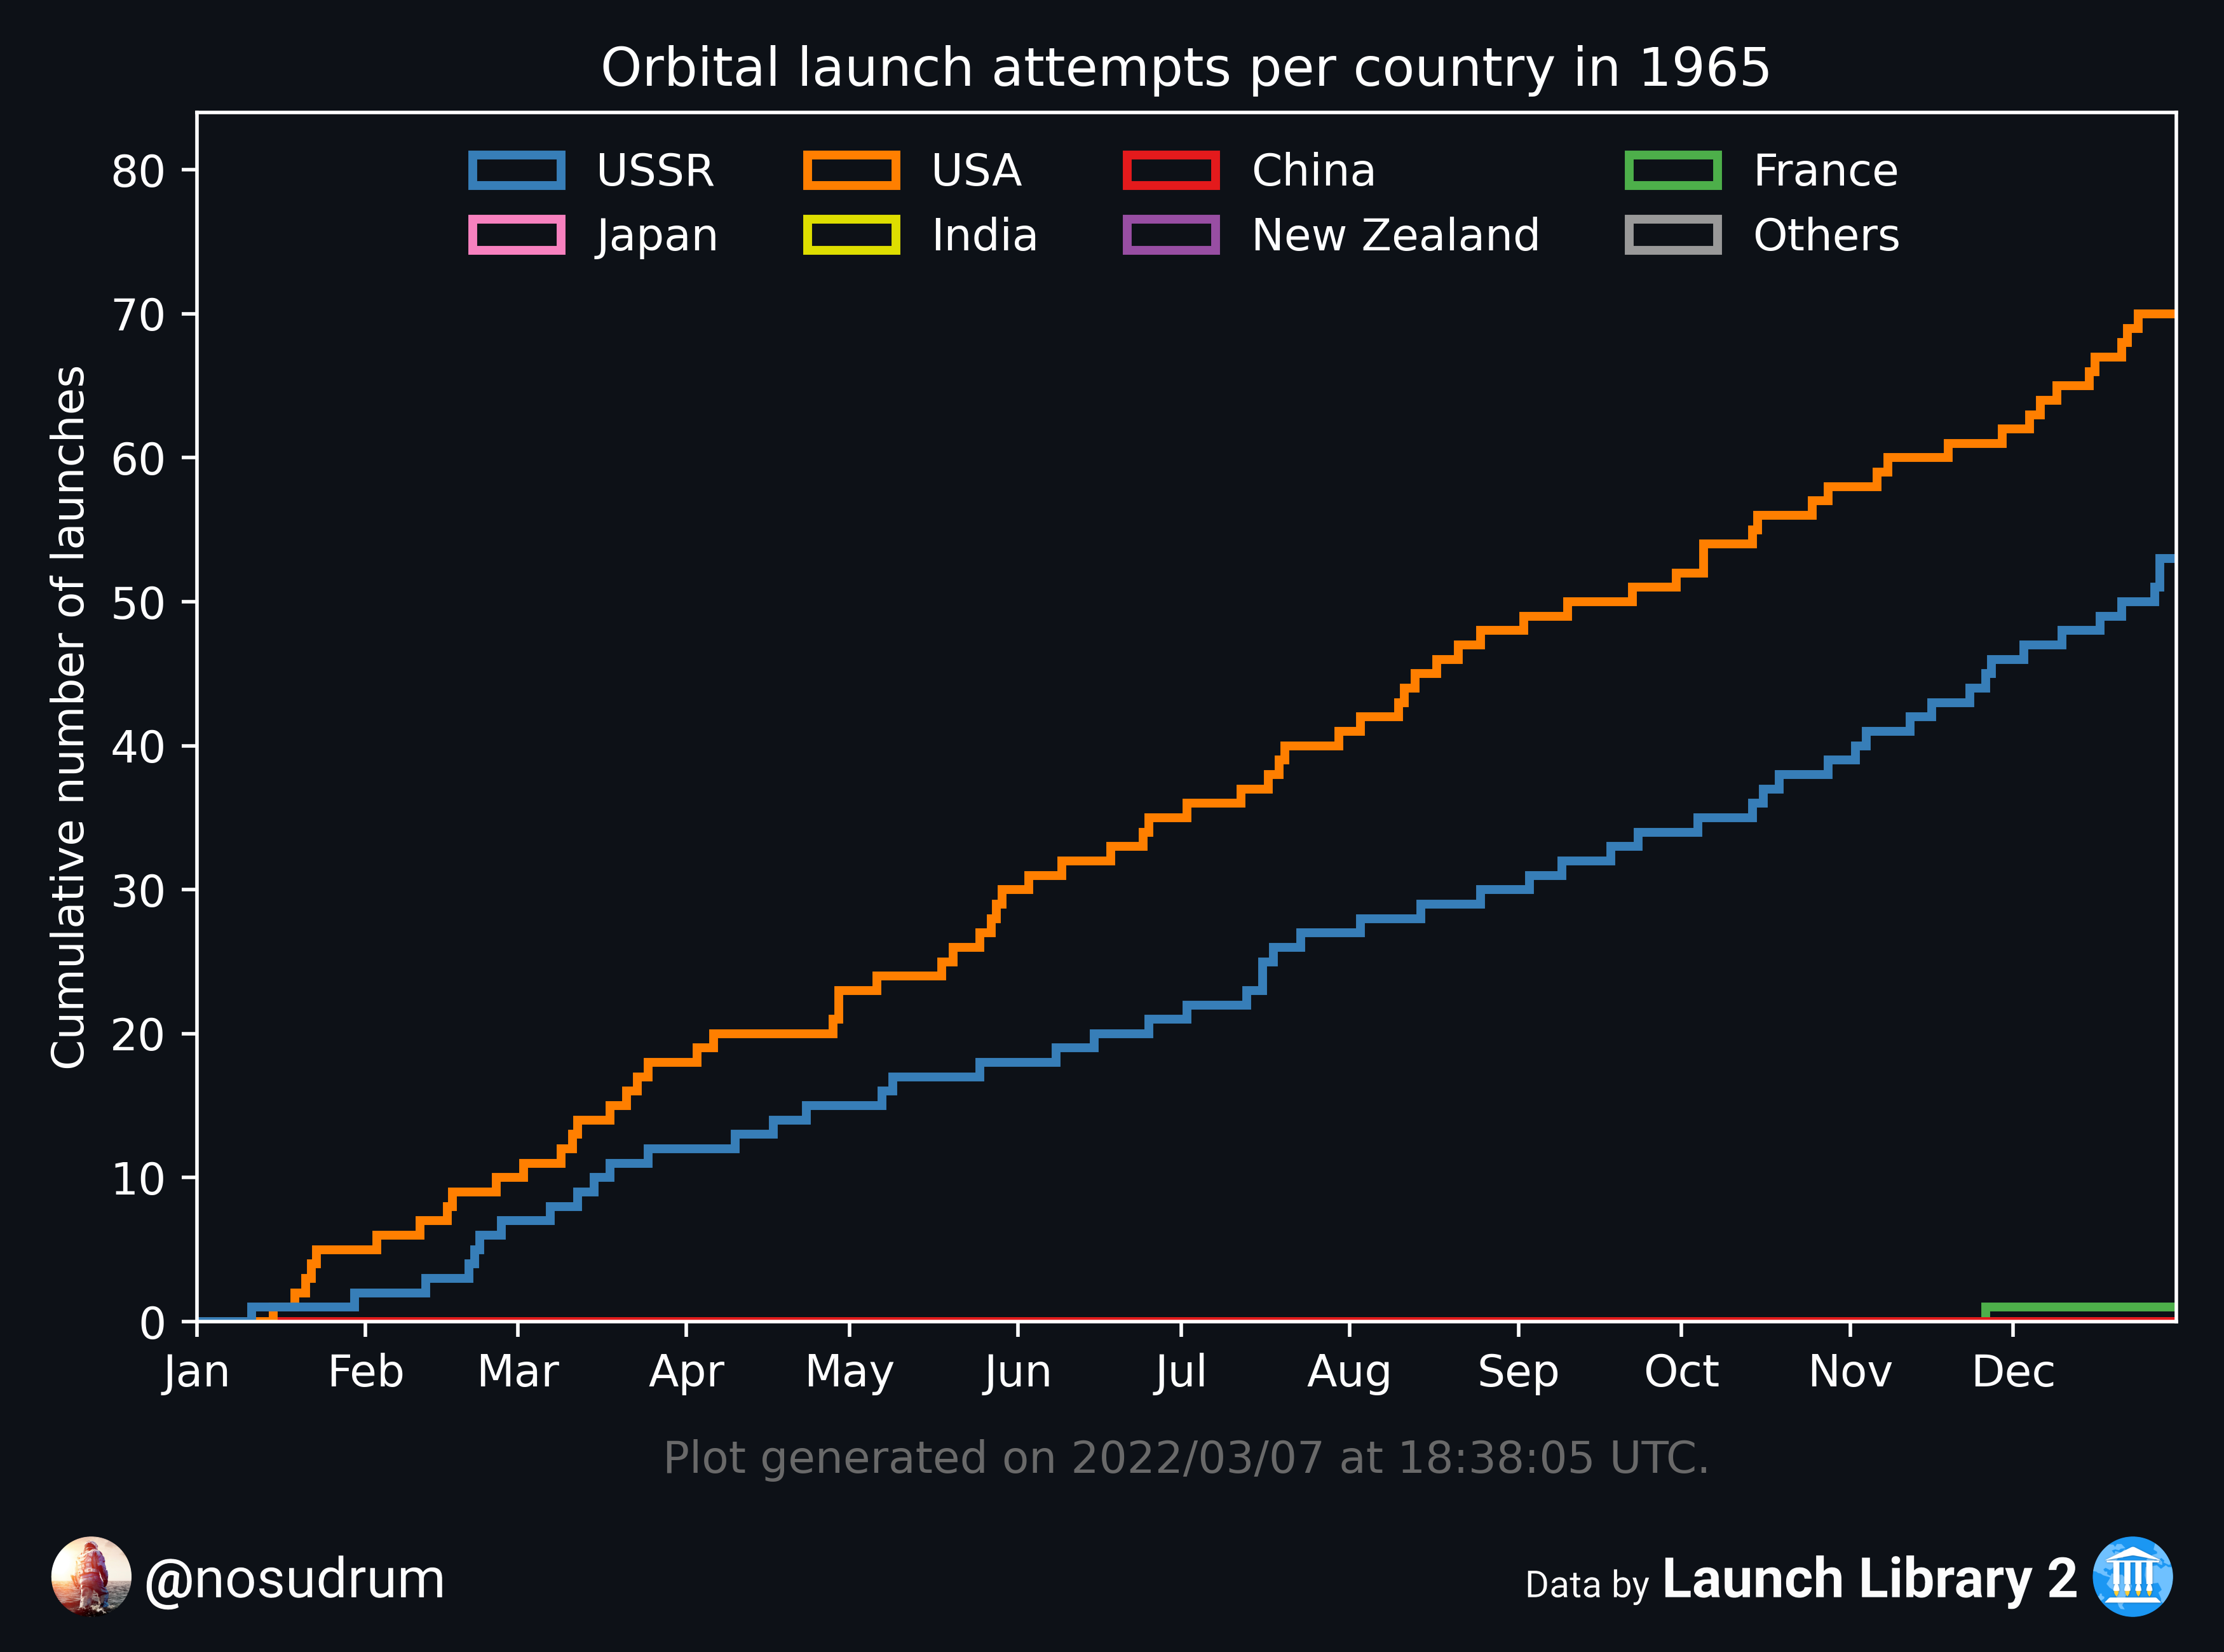 Orbital launch attempts per country in 1965
USSR USA China France
Japan India New Zealand Others
Cumulative number of launches
80
70
60
50
40
30
20
10
0
Jan Feb Mar Apr May Jun Jul Aug Sep Oct Nov Dec
Plot generated on 2022/03/07 at 18:38:05 UTC.
@nosudrum
Data by Launch Library 2